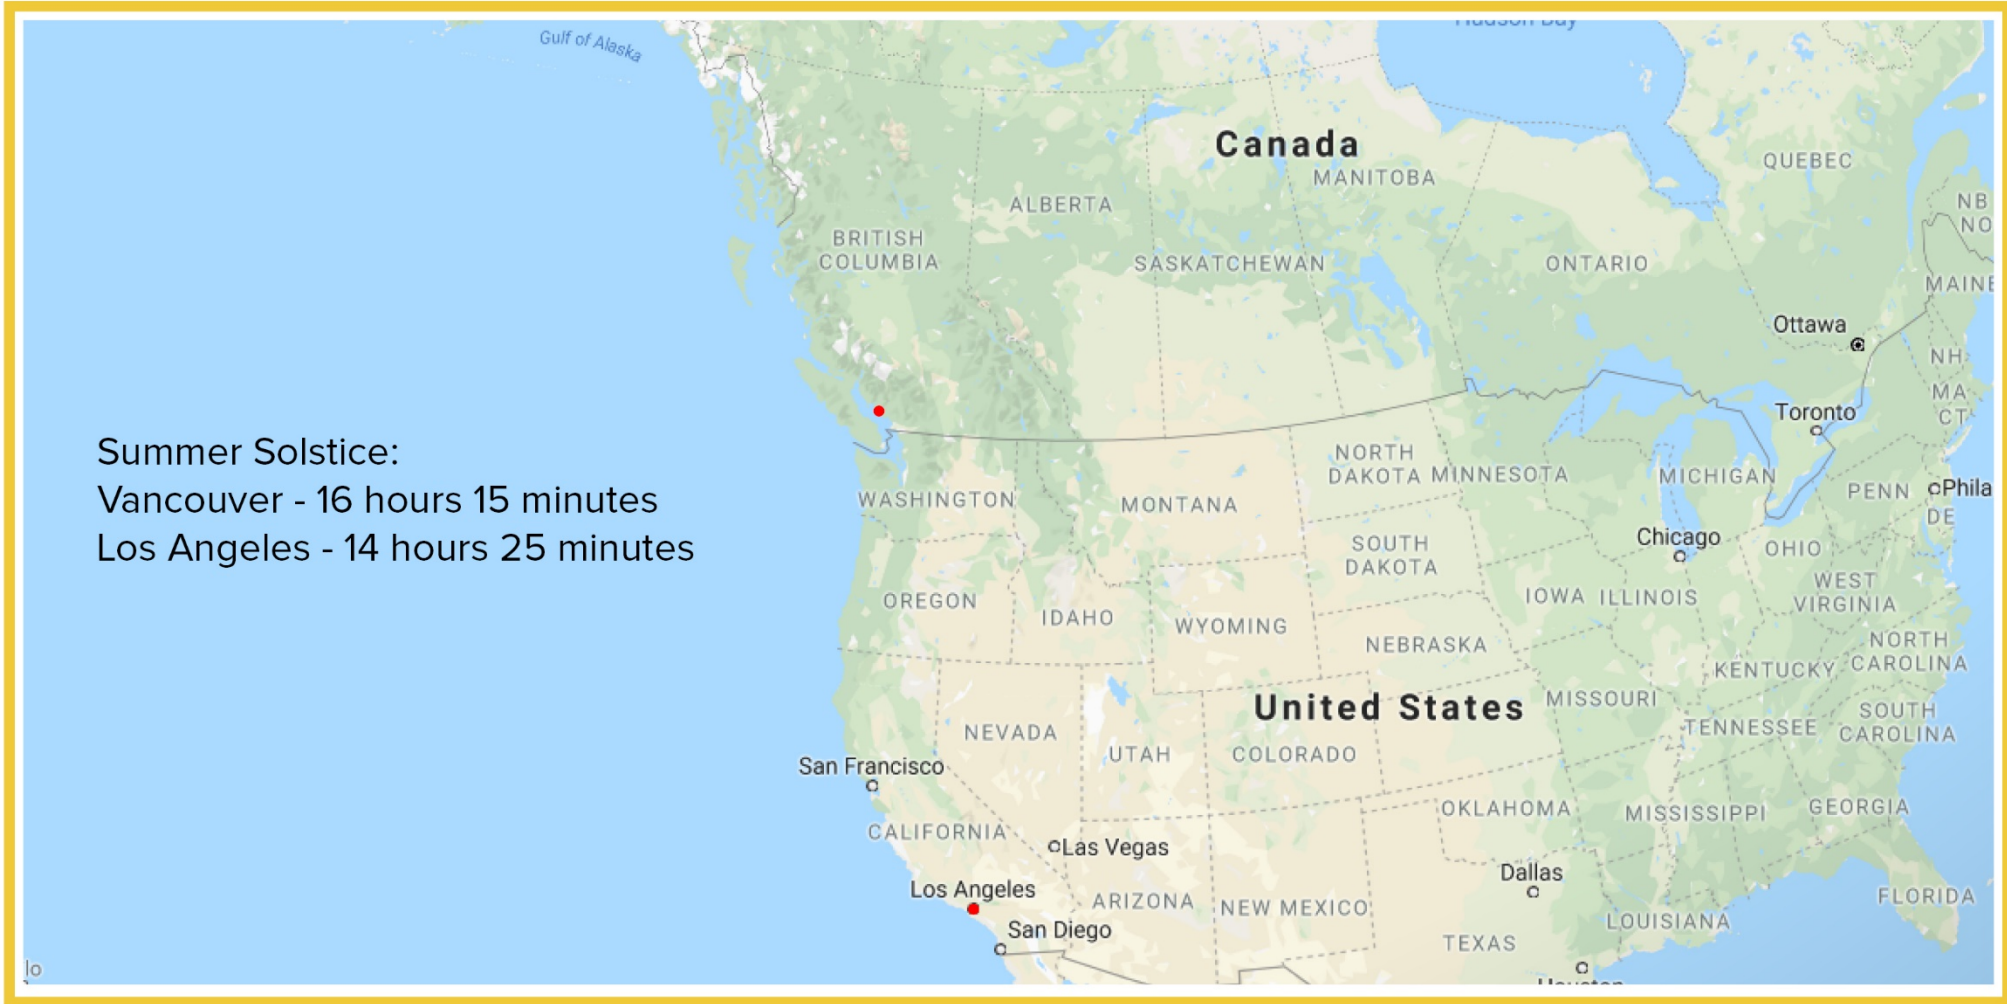 Hudson Bay
Gulf of Alaska
Canada
MANITOBA
QUEBEC
ALBERTA
NB
NO
BRITISH
COLUMBIA
SASKATCHEWAN
ONTARIO
MAINE
Ottawa
NH
MA
CT
Toronto
Summer Solstice:
Vancouver - 16 hours 15 minutes
Los Angeles - 14 hours 25 minutes
WASHINGTON
MONTANA
NORTH
DAKOTA
MINNESOTA
MICHIGAN
PENN
Phila
DE
SOUTH
DAKOTA
Chicago
OHIO
OREGON
IDAHO
WYOMING
IOWA
ILLINOIS
WEST
VIRGINIA
NEBRASKA
KENTUCKY
NORTH
CAROLINA
United States
MISSOURI
NEVADA
UTAH
COLORADO
TENNESSEE
SOUTH
CAROLINA
San Francisco
CALIFORNIA
Las Vegas
OKLAHOMA
MISSISSIPPI
GEORGIA
Los Angeles
ARIZONA
NEW MEXICO
Dallas
FLORIDA
San Diego
TEXAS
LOUISIANA
lo
Houston